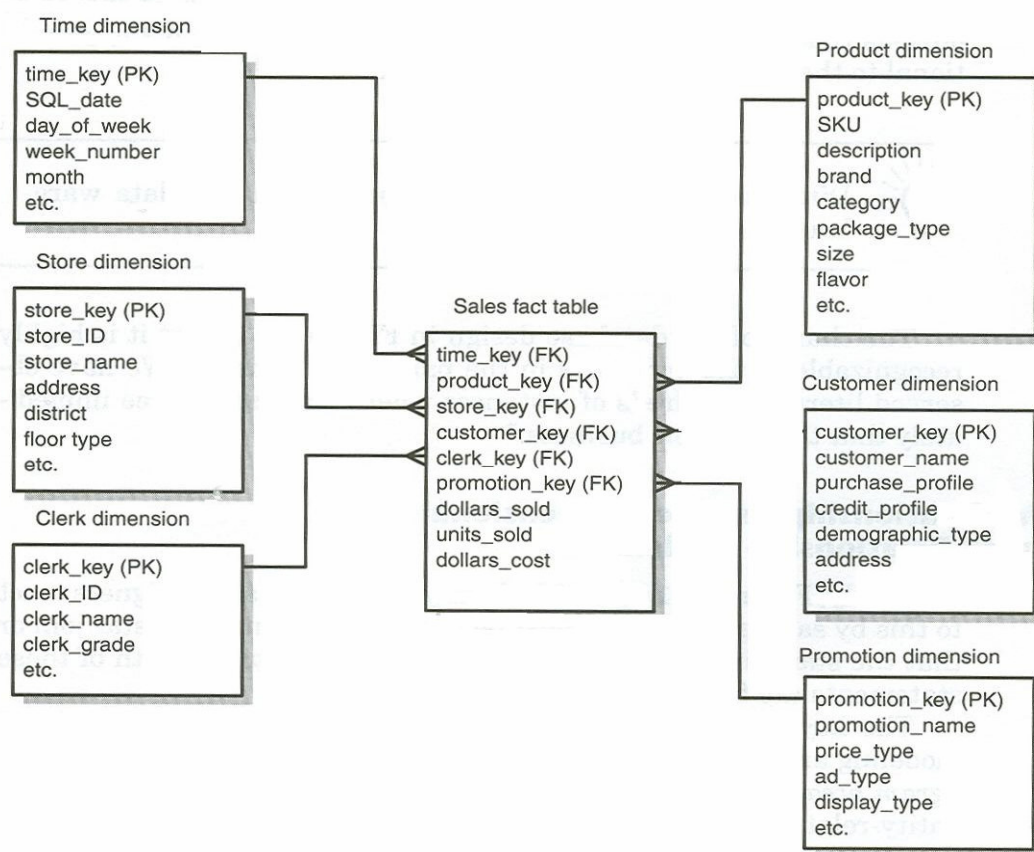 Time dimension
time_key (PK)
SQL_date
day_of_week
week_number
month
etc.
Store dimension
store_key (PK)
store_ID
store_name
address
district
floor type
etc.
Clerk dimension
clerk_key (PK)
clerk_ID
clerk_name
clerk_grade
etc.
Sales fact table
time_key (FK)
product_key (FK)
store_key (FK)
customer_key (FK)
clerk_key (FK)
promotion_key (FK)
dollars_sold
units_sold
dollars_cost
Product dimension
product_key (PK)
SKU
description
brand
category
package_type
size
flavor
etc.
Customer dimension
customer_key (PK)
customer_name
purchase_profile
credit_profile
demographic_type
address
etc.
Promotion dimension
promotion_key (PK)
promotion_name
price_type
ad_type
display_type
etc.